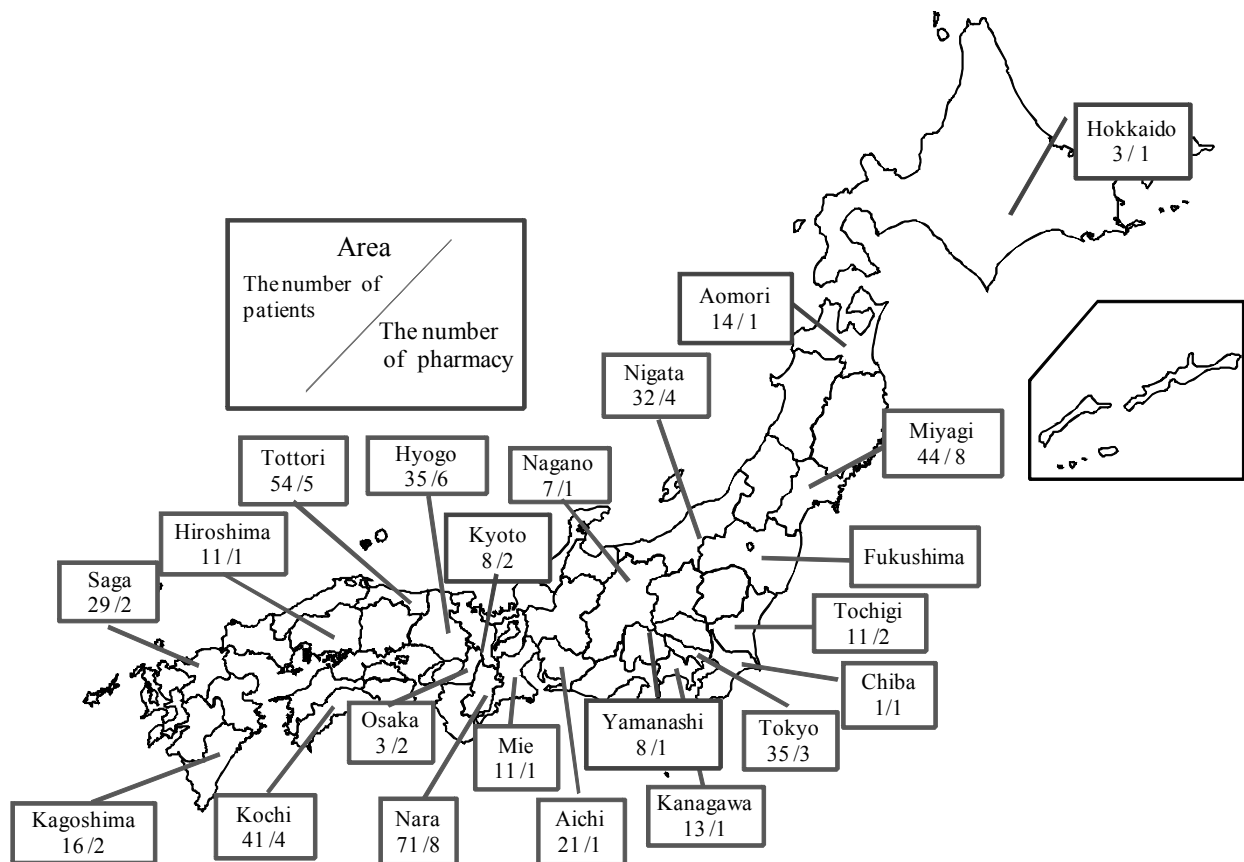 Hokkaido
3 / 1
Area
The number of
patients
The number
of pharmacy
Aomori
14 / 1
Nigata
32 /4
Miyagi
44 / 8
Tottori
54 /5
Hyogo
35 /6
Nagano
7 /1
Hiroshima
11 /1
Kyoto
8 /2
Fukushima
Saga
29 /2
Tochigi
11 /2
Chiba
1/1
Osaka
3 /2
Mie
11 /1
Yamanashi
8 /1
Tokyo
35 /3
Kagoshima
16 /2
Kochi
41 /4
Nara
71 /8
Aichi
21 /1
Kanagawa
13 /1